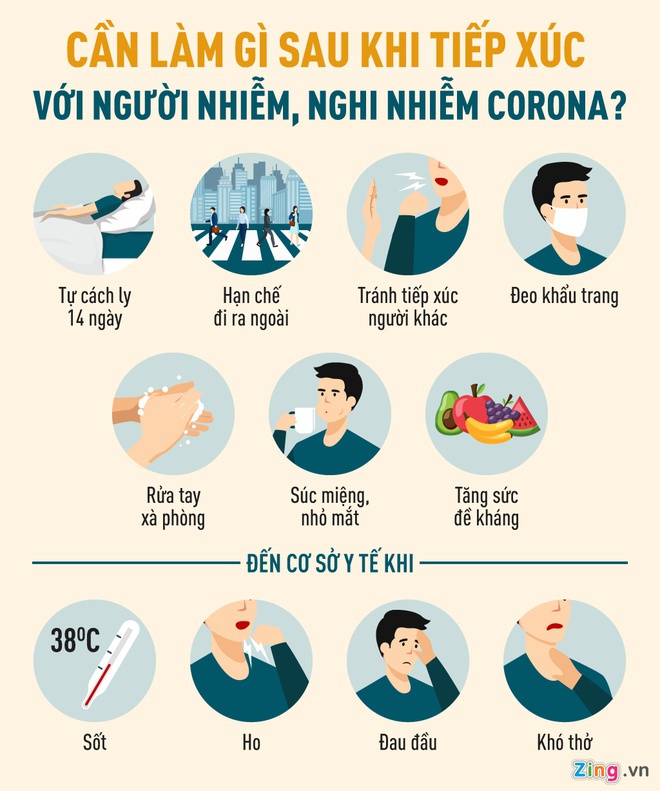 CẦN LÀM GÌ SAU KHI TIẾP XÚC
VỚI NGƯỜI NHIỄM, NGHI NHIỄM CORONA?
Tự cách ly
14 ngày
Hạn chế
đi ra ngoài
Tránh tiếp xúc
người khác
Đeo khẩu trang
Rửa tay
xà phòng
Súc miệng,
nhỏ mắt
Tăng sức
đề kháng
ĐẾN CƠ SỞ Y TẾ KHI
38ºC
Sốt
Ho
Đau đầu
Khó thở
Zing.vn